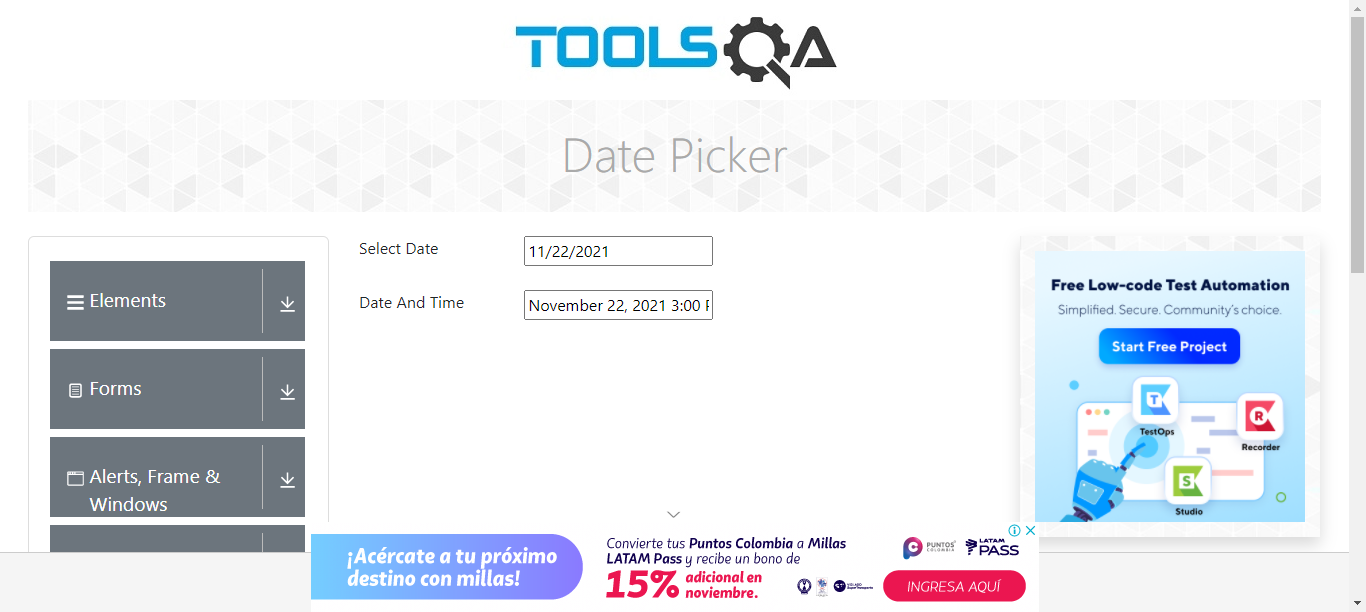 TOOLSQA
Date Picker
Elements
Forms
Alerts, Frame &
Windows
Select Date
11/22/2021
Date And Time
November 22, 2021 3:00
Free Low-code Test Automation
Simplified. Secure. Community's choice.
Start Free Project
TestOps
Recorder
Studio
¡Acércate a tu próximo
destino con millas!
Convierte tus Puntos Colombia a Millas
LATAM Pass y recibe un bono de
15% adicional en
noviembre.
PUNTOS
COLOMBIA
LATAM
PASS
INGRESA AQUÍ